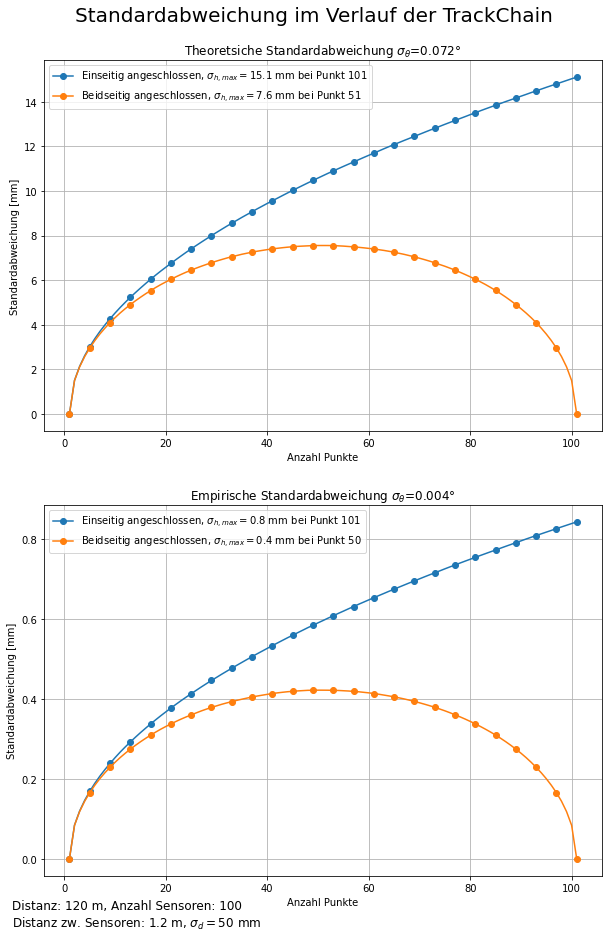 Standardabweichung im Verlauf der TrackChain
Theoretsiche Standardabweichung σθ=0.072°
Einseitig angeschlossen, σh,max = 15.1 mm bei Punkt 101
Beidseitig angeschlossen, σh,max = 7.6 mm bei Punkt 51
Standardabweichung [mm]
14
12
10
8
6
4
2
0
0 20 40 60 80 100
Anzahl Punkte
Empirische Standardabweichung σθ=0.004°
Einseitig angeschlossen, σh,max = 0.8 mm bei Punkt 101
Beidseitig angeschlossen, σh,max = 0.4 mm bei Punkt 50
Standardabweichung [mm]
0.8
0.6
0.4
0.2
0.0
0 20 40 60 80 100
Anzahl Punkte
Distanz: 120 m, Anzahl Sensoren: 100
Distanz zw. Sensoren: 1.2 m, σd = 50 mm